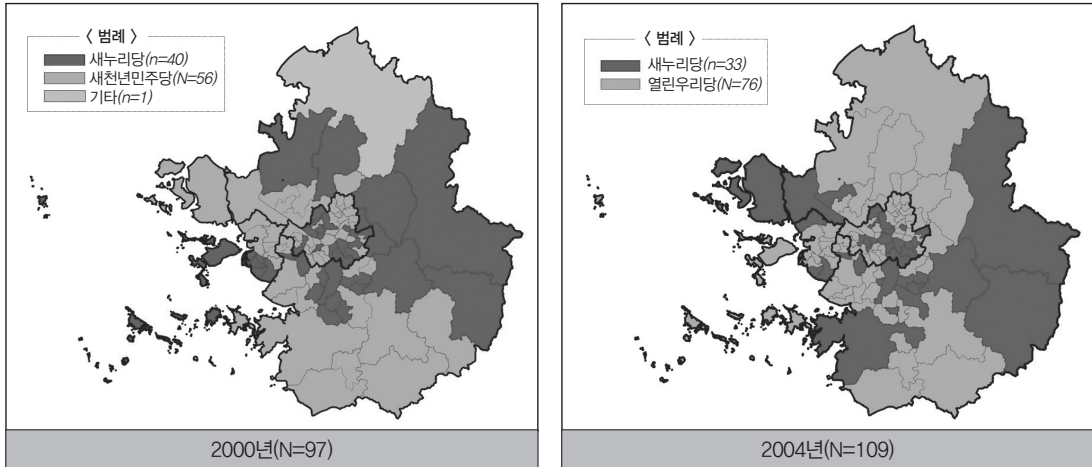 〈 범례 〉
새누리당(n=40)
새천년민주당(N=56)
기타(n=1)
2000년(N=97)
〈 범례 〉
새누리당(n=33)
열린우리당(N=76)
2004년(N=109)